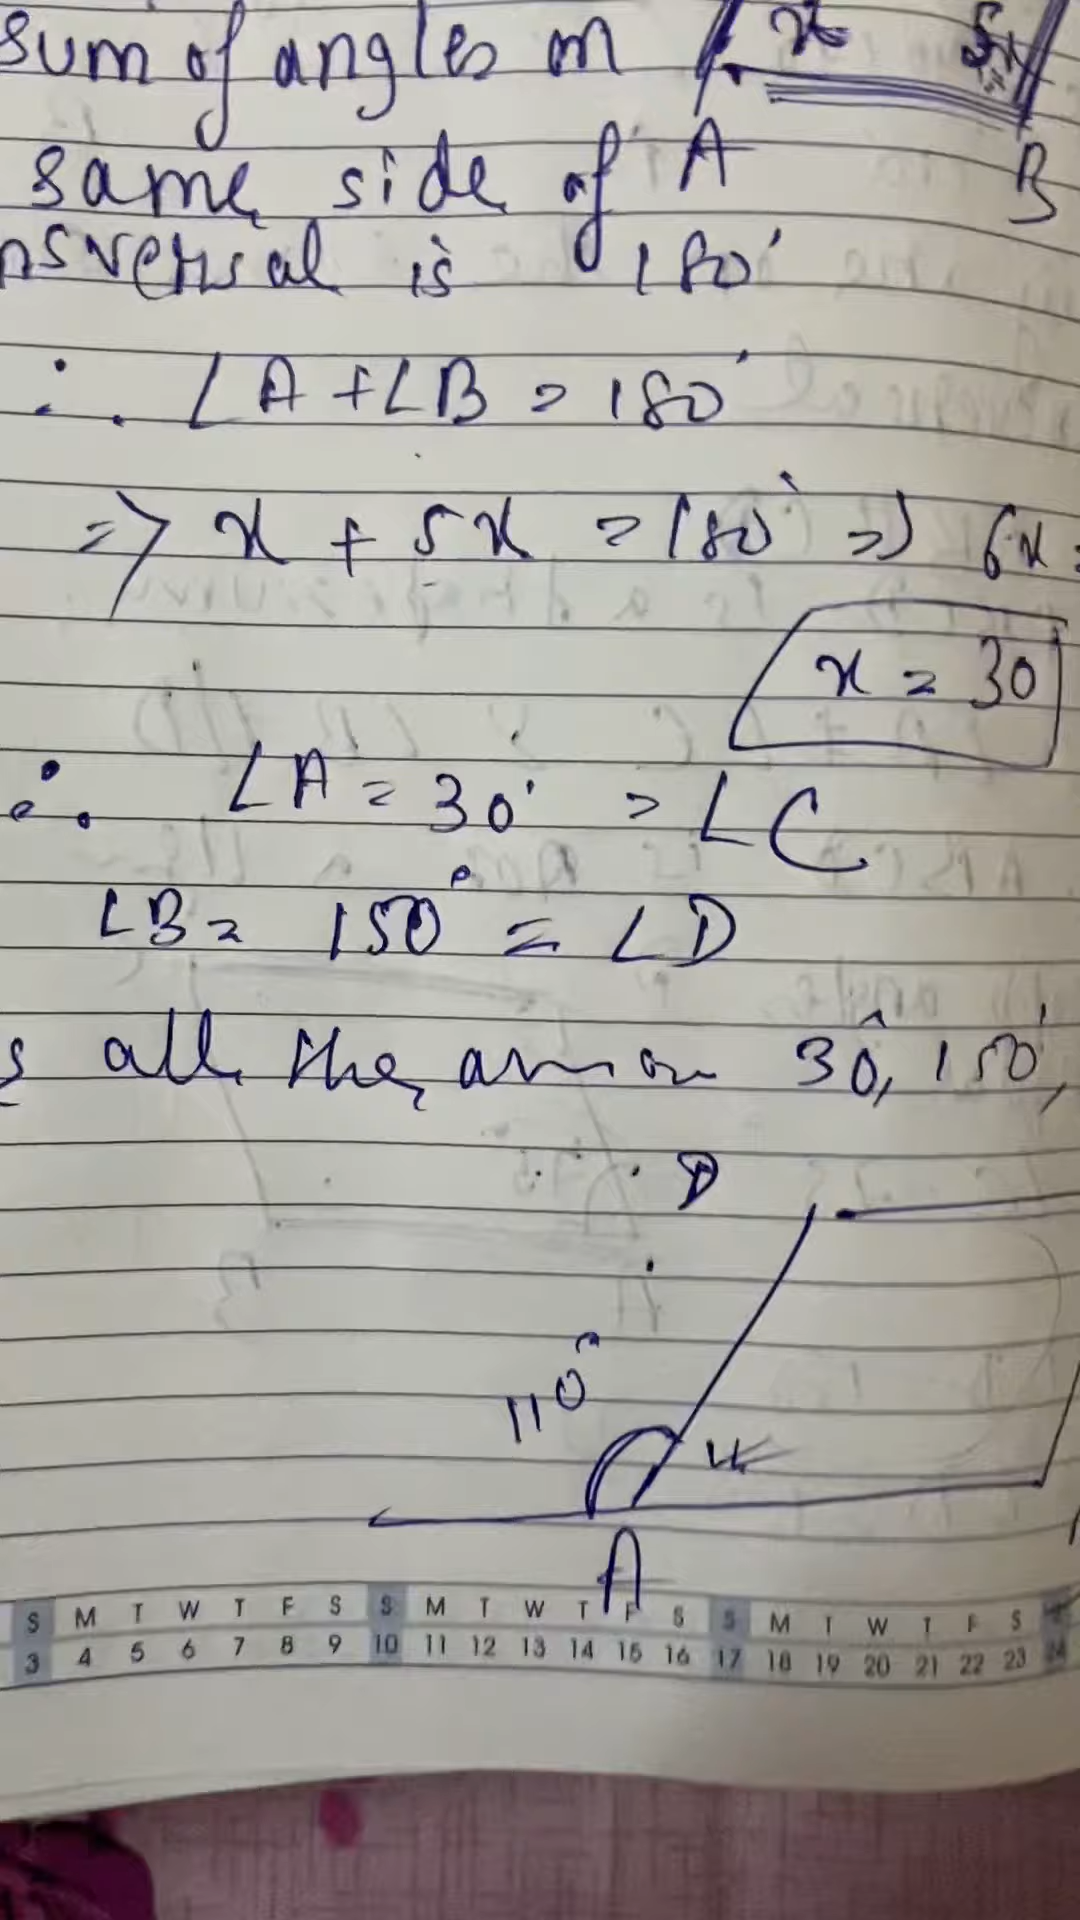 sum of angles on
x 5x
same side of A B
nsversal is 180°
∴ ∠A + ∠B = 180°
=> x + 5x = 180° => 6x =
x = 30
∴ ∠A = 30° = ∠C
∠B = 150° = ∠D
s all the 30°, 150°,
D
110°
A
S M T W T F S S M T W T F S S M T W T F S
3 4 5 6 7 8 9 10 11 12 13 14 15 16 17 18 19 20 21 22 23 24